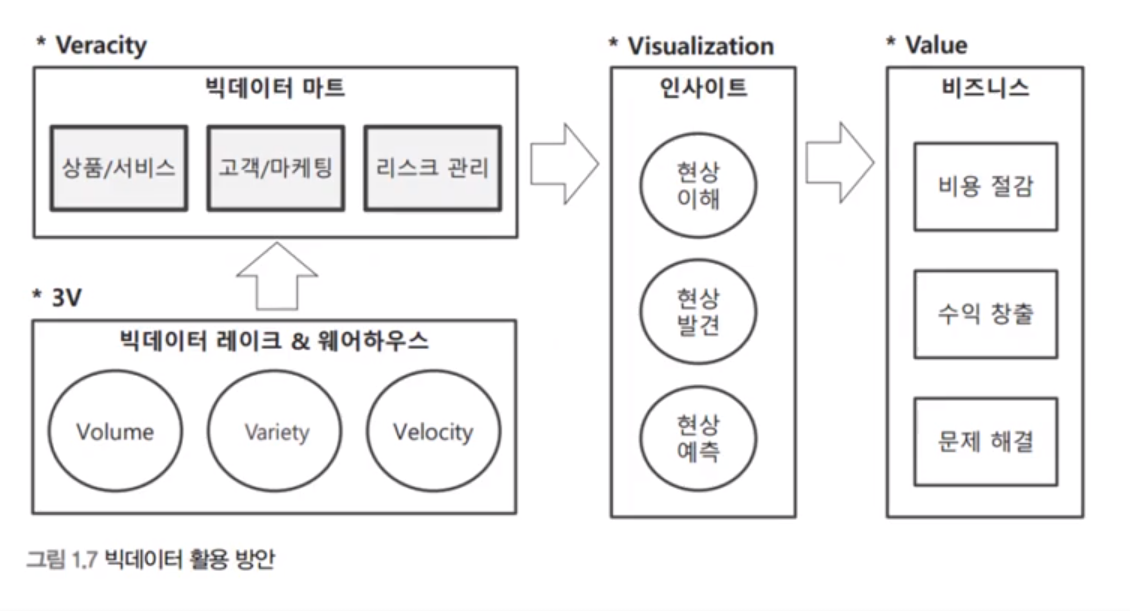 * Veracity
빅데이터 마트
상품/서비스
고객/마케팅
리스크 관리
* 3V
빅데이터 레이크 & 웨어하우스
Volume
Variety
Velocity
* Visualization
인사이트
현상
이해
현상
발견
현상
예측
* Value
비즈니스
비용 절감
수익 창출
문제 해결
그림 1.7 빅데이터 활용 방안